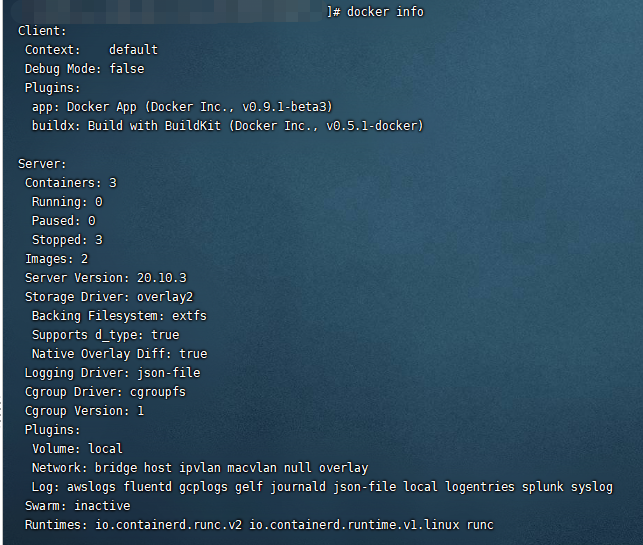 ]# docker info
Client:
Context:    default
Debug Mode: false
Plugins:
app: Docker App (Docker Inc., v0.9.1-beta3)
buildx: Build with BuildKit (Docker Inc., v0.5.1-docker)
Server:
Containers: 3
Running: 0
Paused: 0
Stopped: 3
Images: 2
Server Version: 20.10.3
Storage Driver: overlay2
Backing Filesystem: extfs
Supports d_type: true
Native Overlay Diff: true
Logging Driver: json-file
Cgroup Driver: cgroupfs
Cgroup Version: 1
Plugins:
Volume: local
Network: bridge host ipvlan macvlan null overlay
Log: awslogs fluentd gcplogs gelf journald json-file local logentries splunk syslog
Swarm: inactive
Runtimes: io.containerd.runc.v2 io.containerd.runtime.v1.linux runc